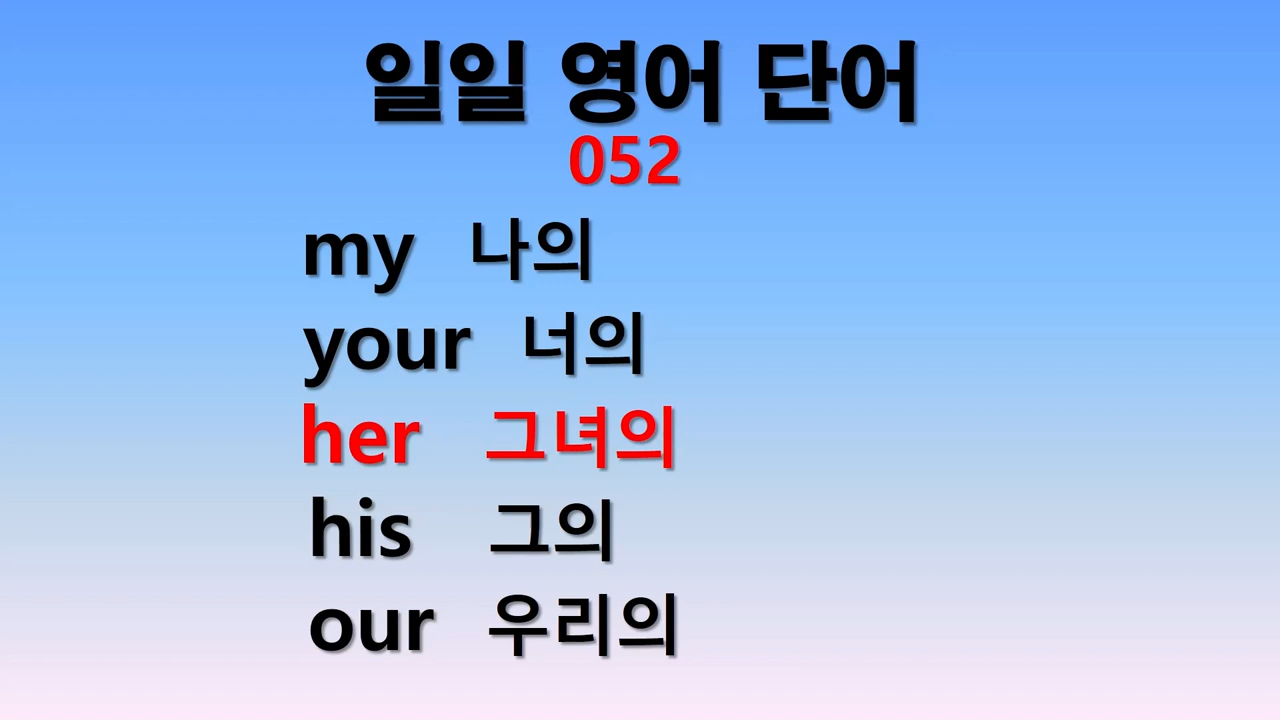 일일 영어 단어
052
my 나의
your 너의
her 그녀의
his 그의
our 우리의